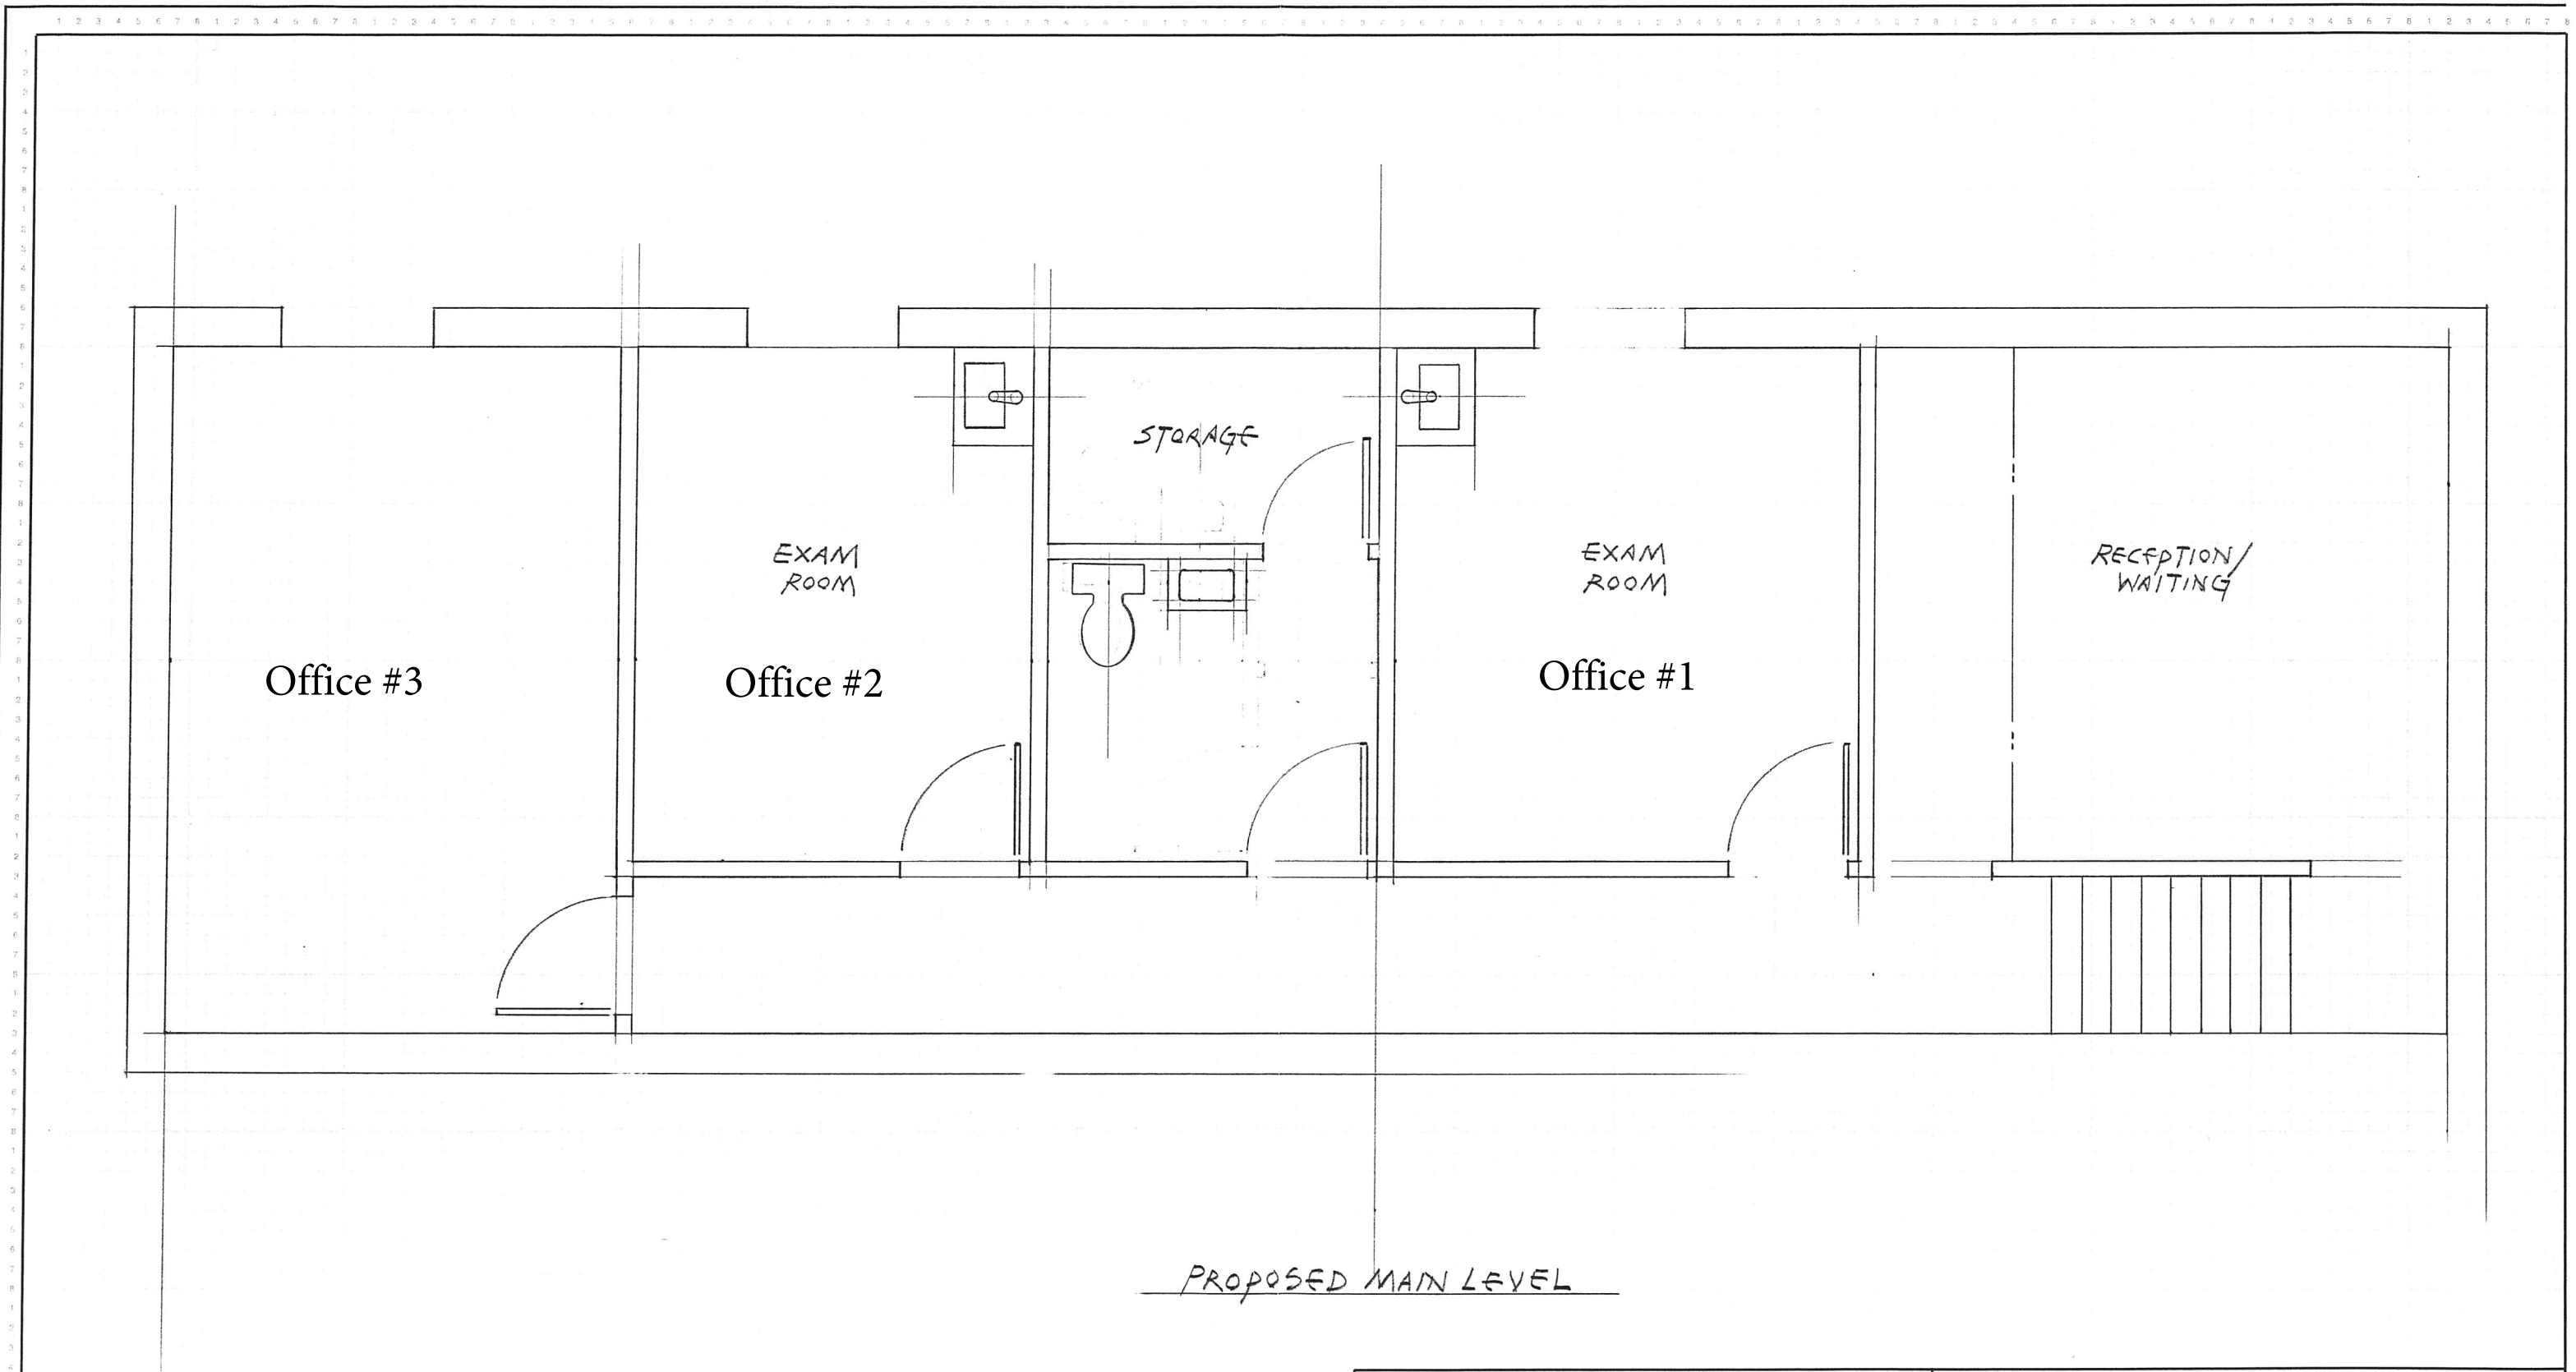 STORAGE
EXAM
ROOM
EXAM
ROOM
RECEPTION/
WAITING
Office #3
Office #2
Office #1
PROPOSED MAIN LEVEL